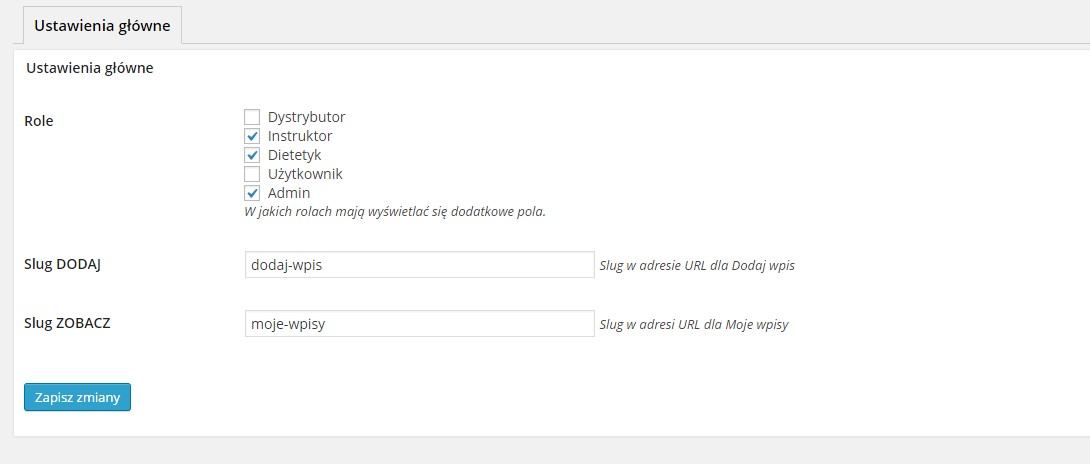 Ustawienia główne
Ustawienia główne
Role
Dystrybutor
Instruktor
Dietetyk
Użytkownik
Admin
W jakich rolach mają wyświetlać się dodatkowe pola.
Slug DODAJ
dodaj-wpis
Slug w adresie URL dla Dodaj wpis
Slug ZOBACZ
moje-wpisy
Slug w adresi URL dla Moje wpisy
Zapisz zmiany